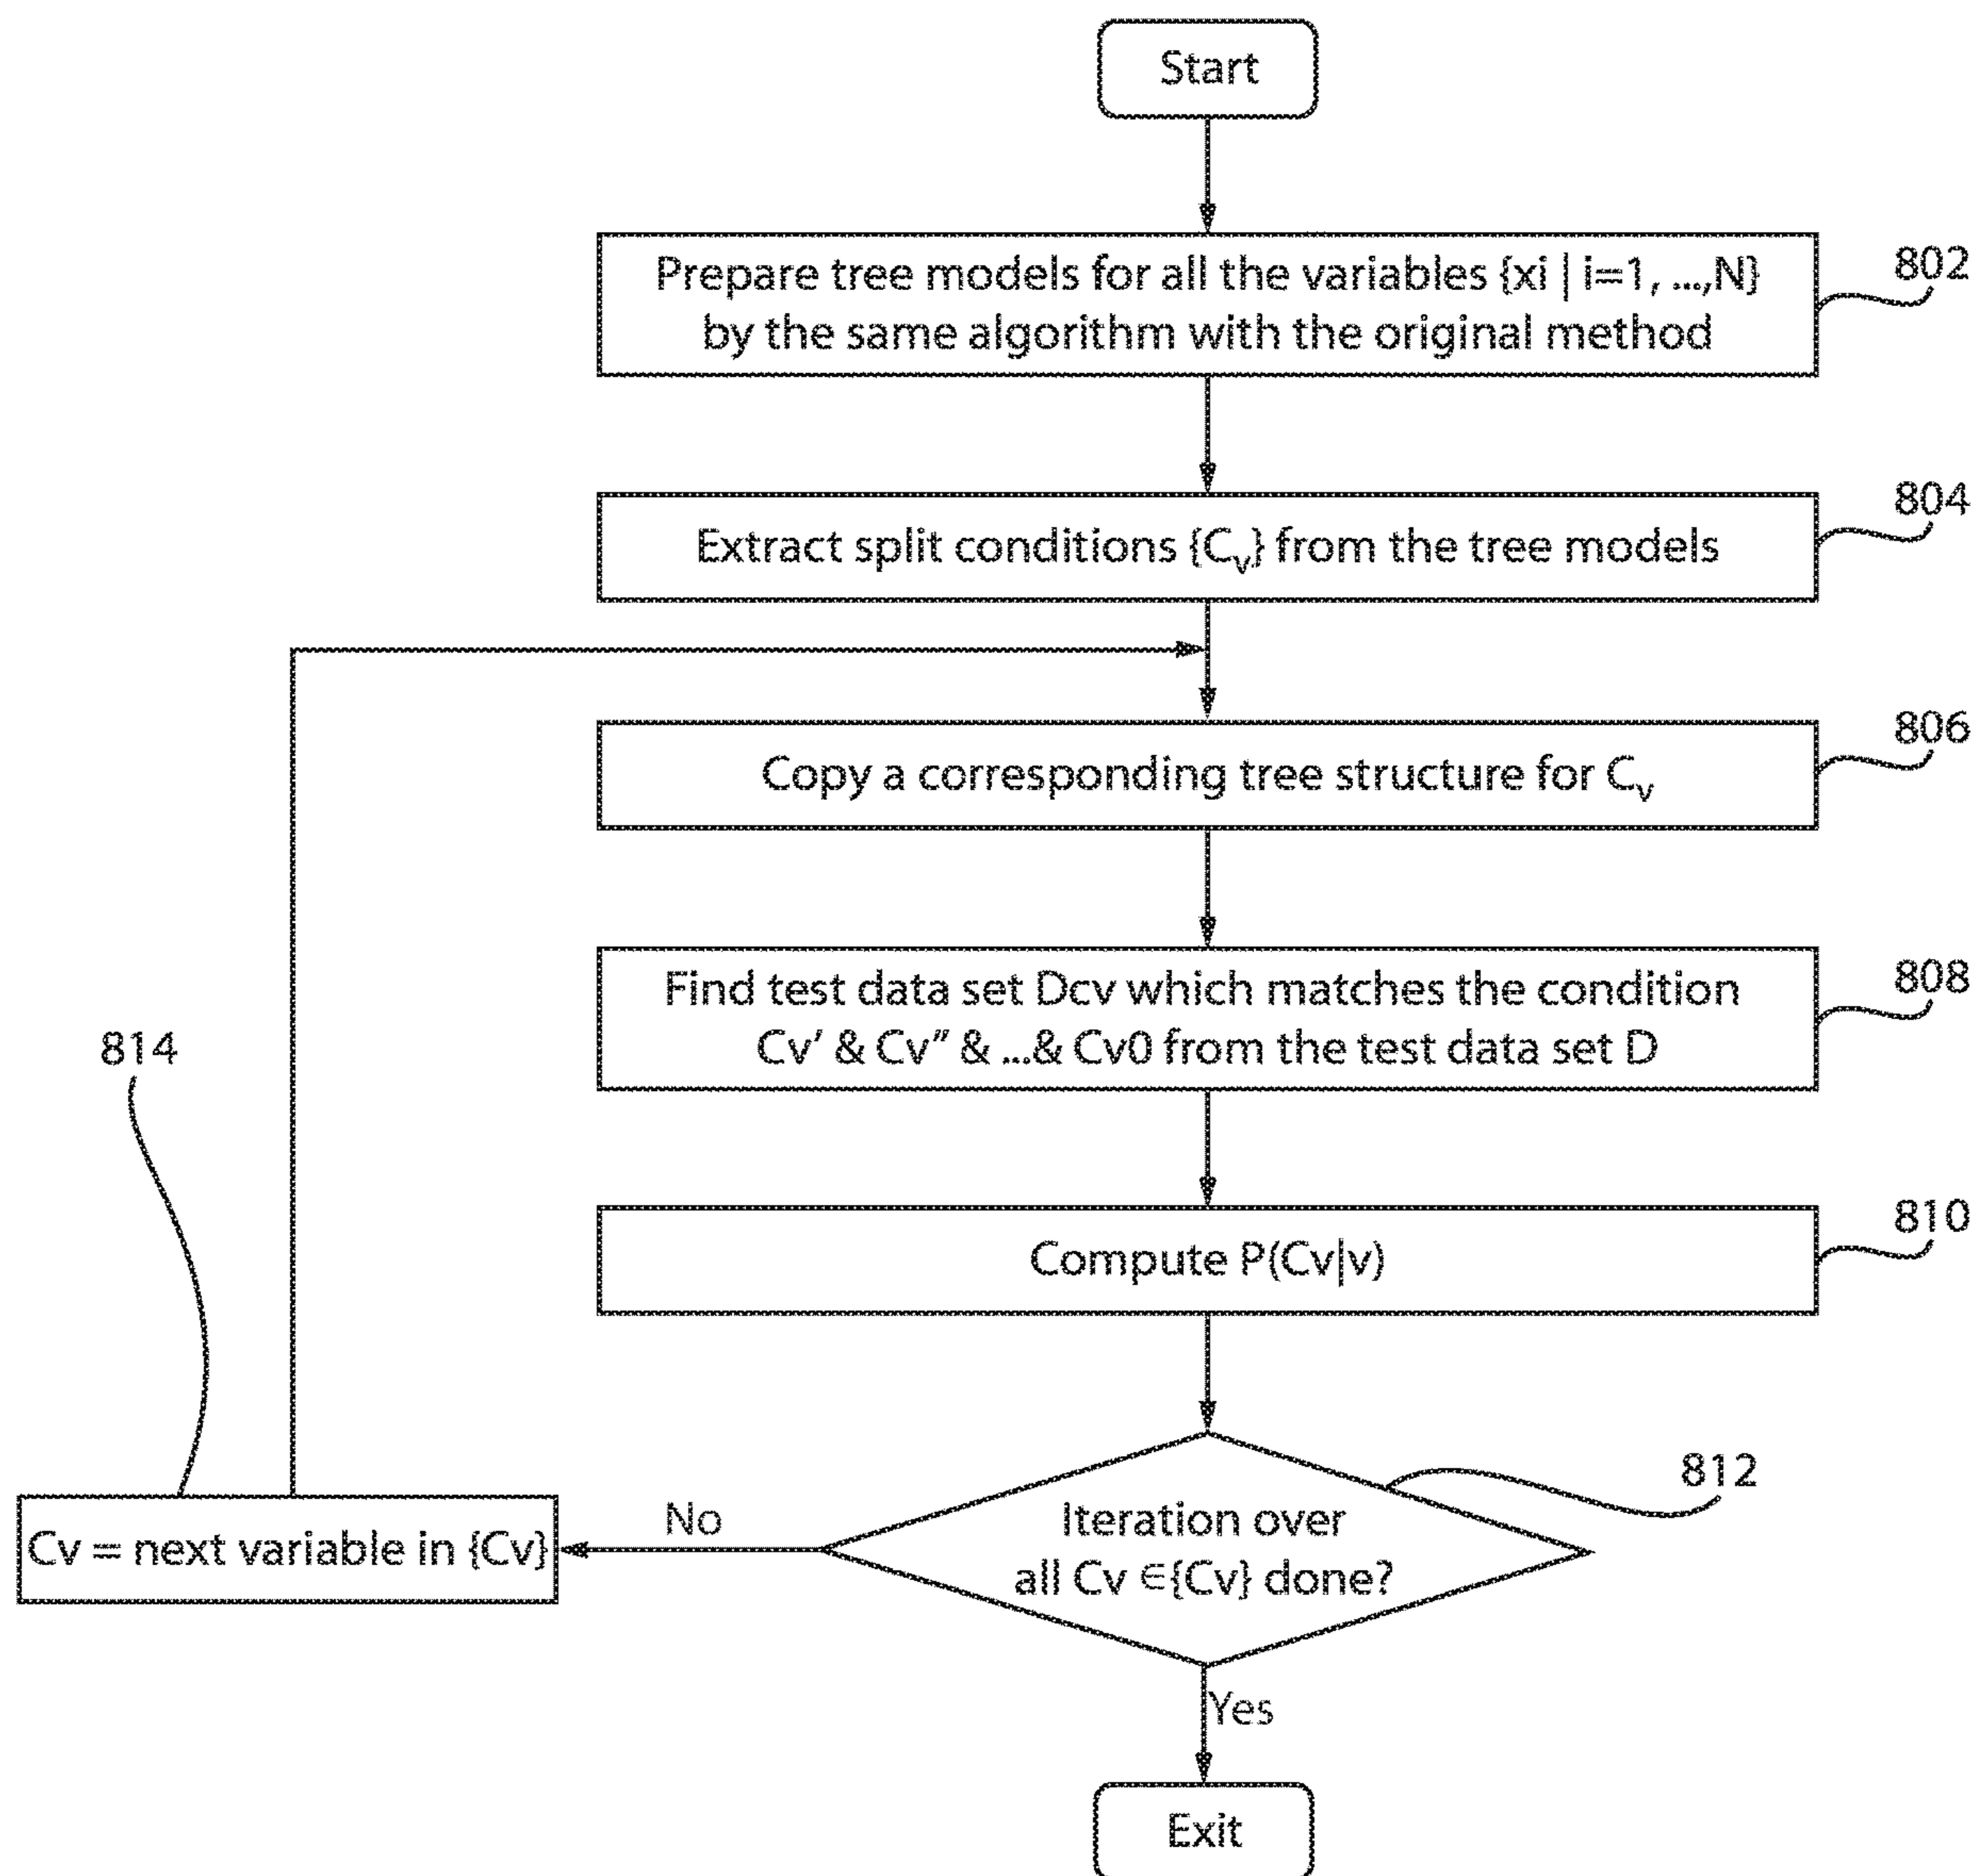 Start
Prepare tree models for all the variables {xi | i=1, ...,N}
by the same algorithm with the original method
802
Extract split conditions {Cv} from the tree models
804
Copy a corresponding tree structure for Cv
806
Find test data set Dcv which matches the condition
Cv' & Cv" & ...& Cv0 from the test data set D
808
814
Compute P(Cv|v)
810
Iteration over
all Cv ∈{Cv} done?
812
No
Cv = next variable in {Cv}
Yes
Exit